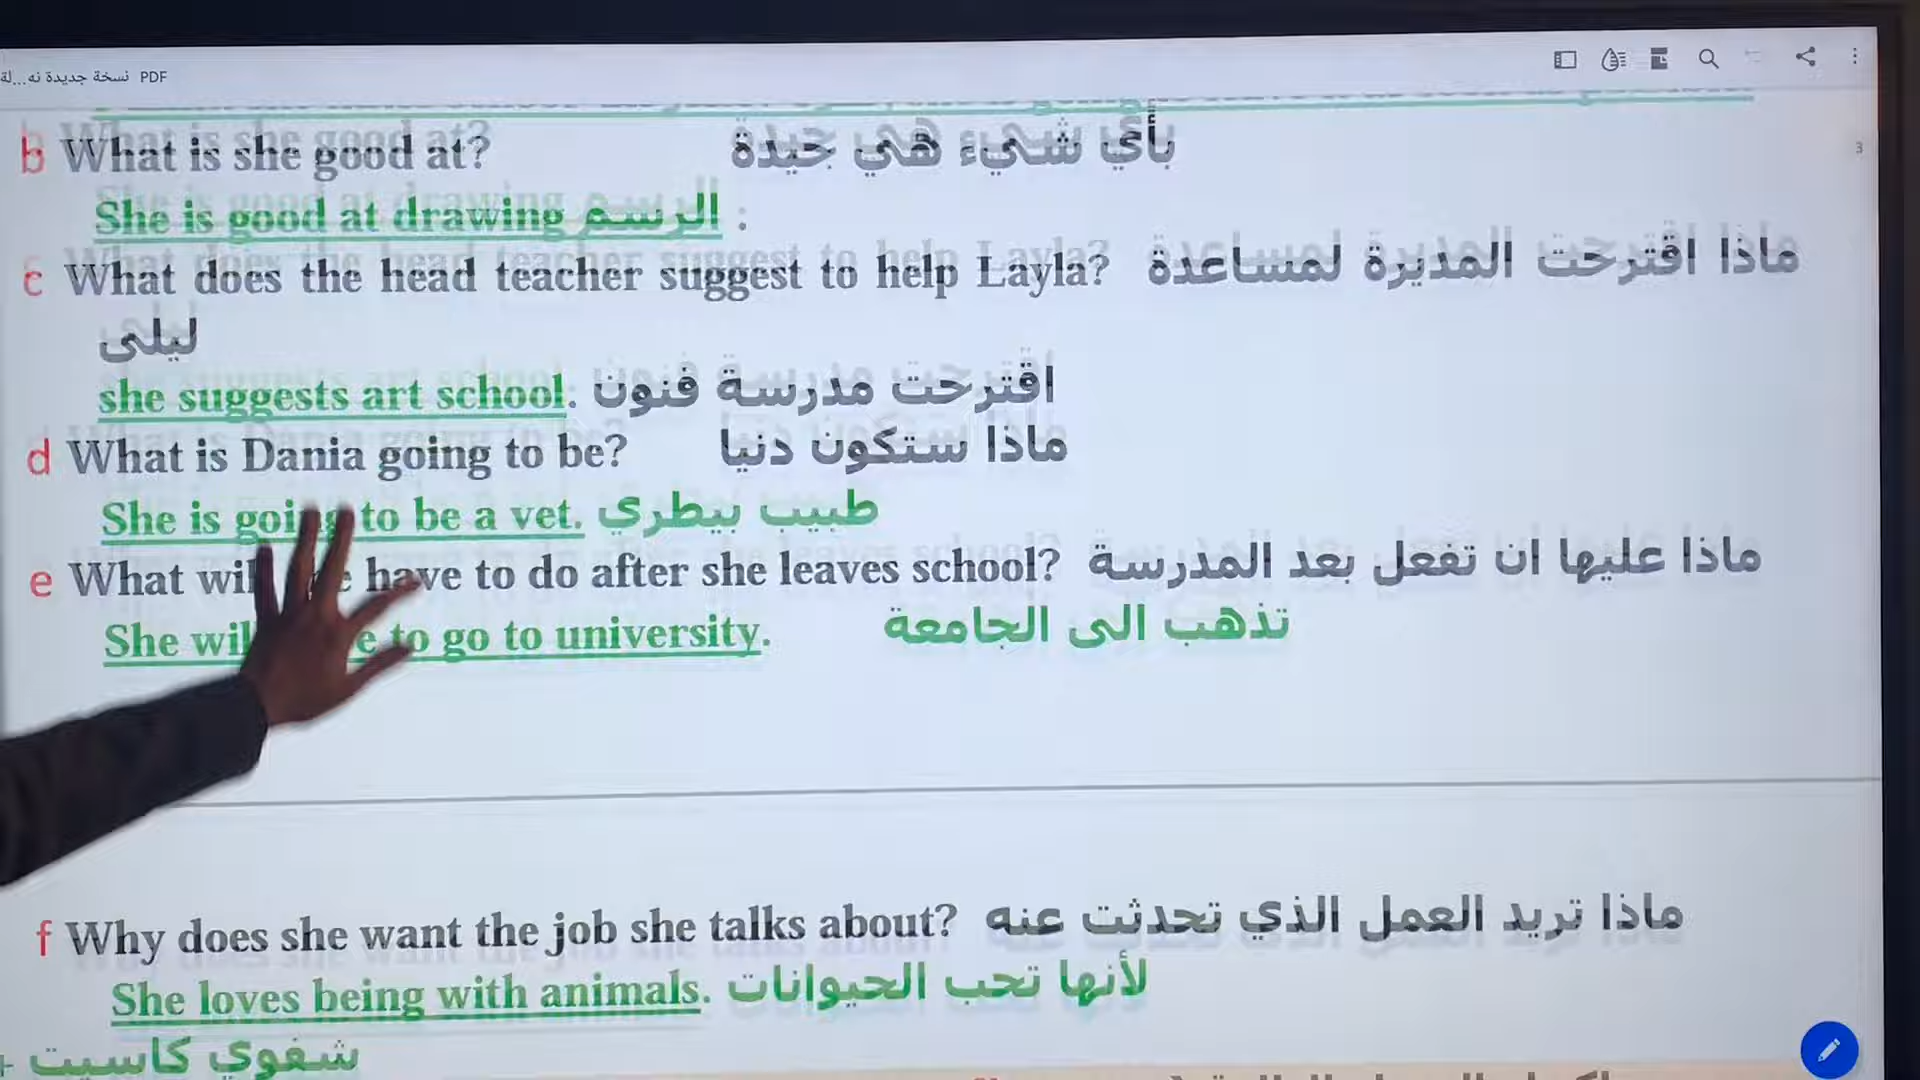 PDF نسخة جديدة نه...لة
3
b What is she good at? بأي شيء هي جيدة
She is good at drawing الرسم :
c What does the head teacher suggest to help Layla? ماذا اقترحت المديرة لمساعدة
ليلى
she suggests art school. اقترحت مدرسة فنون
d What is Dania going to be? ماذا ستكون دنيا
She is going to be a vet. طبيب بيطري
e What will have to do after she leaves school? ماذا عليها ان تفعل بعد المدرسة
She will to go to university. تذهب الى الجامعة
f Why does she want the job she talks about? ماذا تريد العمل الذي تحدثت عنه
She loves being with animals. لأنها تحب الحيوانات
شفوي كاسيت +